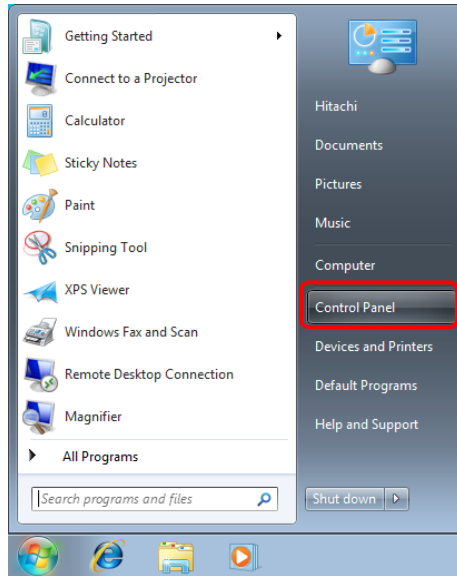 Getting Started
Connect to a Projector
Calculator
Sticky Notes
Paint
Snipping Tool
XPS Viewer
Windows Fax and Scan
Remote Desktop Connection
Magnifier
All Programs
Search programs and files
Hitachi
Documents
Pictures
Music
Computer
Control Panel
Devices and Printers
Default Programs
Help and Support
Shut down